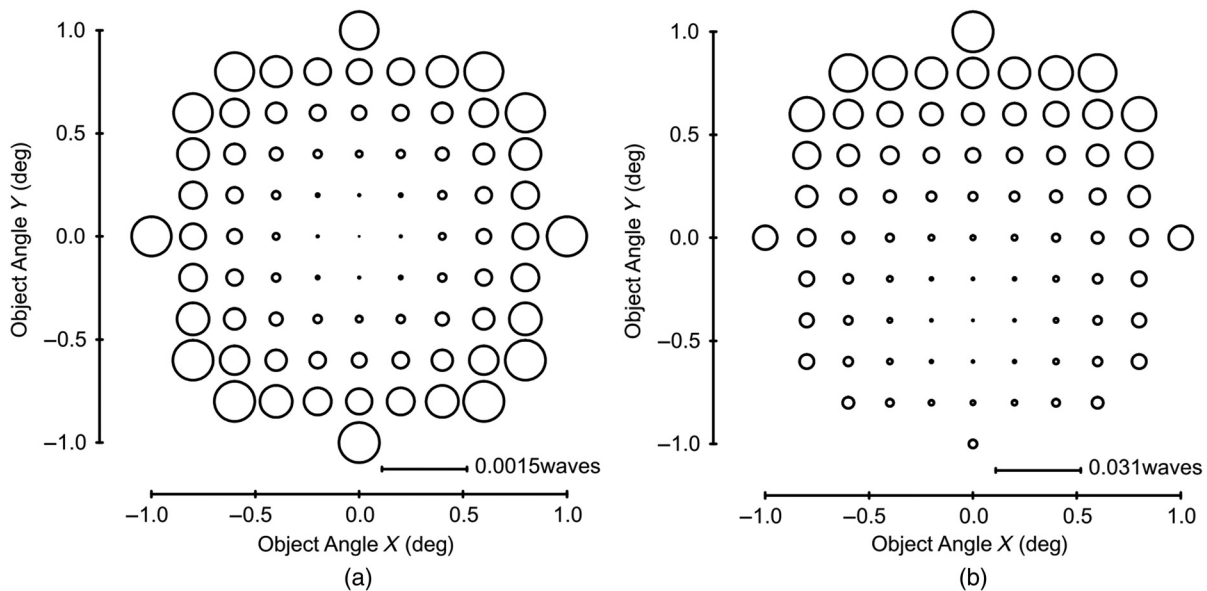 1.0
0.5
0.0
–0.5
–1.0
Object Angle Y (deg)
0.0015waves
–1.0 –0.5 0.0 0.5 1.0
Object Angle X (deg)
(a)
1.0
0.5
0.0
–0.5
–1.0
Object Angle Y (deg)
0.031waves
–1.0 –0.5 0.0 0.5 1.0
Object Angle X (deg)
(b)